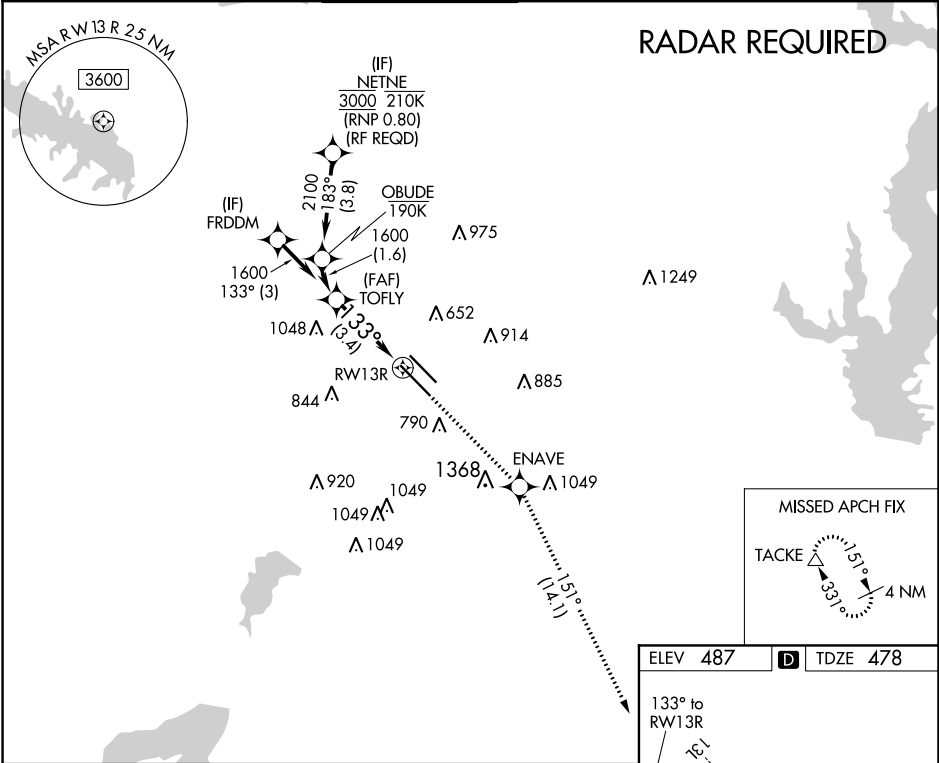 MSA RW13R 25 NM
3600
RADAR REQUIRED
(IF)
NETNE
3000 210K
(RNP 0.80)
(RF REQD)
2100
183°
(3.8)
OBUDE
190K
(IF)
FRDDM
1600
(1.6)
975
1600
133° (3)
(FAF)
TOFLY
1249
652
1048
133°
(3.4)
914
RW13R
885
844
790
ENAVE
1368
1049
920
1049
1049
1049
151°
(14.1)
MISSED APCH FIX
TACKE
151°
331°
4 NM
ELEV 487
D
TDZE 478
133° to
RW13R
13L